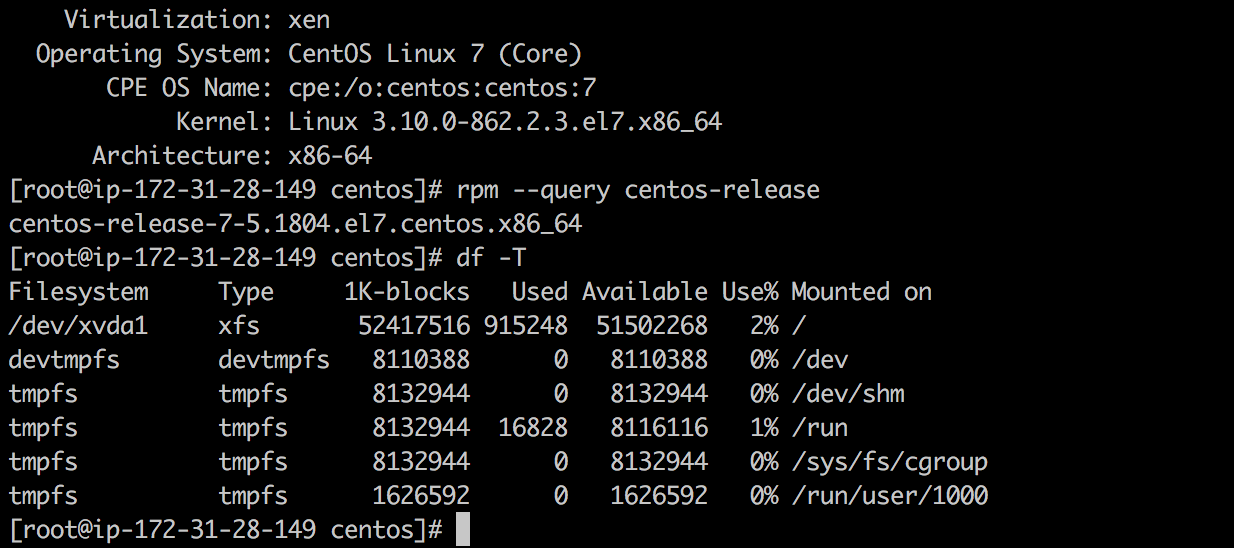 Virtualization: xen
Operating System: CentOS Linux 7 (Core)
CPE OS Name: cpe:/o:centos:centos:7
Kernel: Linux 3.10.0-862.2.3.el7.x86_64
Architecture: x86-64
[root@ip-172-31-28-149 centos]# rpm --query centos-release
centos-release-7-5.1804.el7.centos.x86_64
[root@ip-172-31-28-149 centos]# df -T
Filesystem     Type     1K-blocks   Used Available Use% Mounted on
/dev/xvda1     xfs       52417516 915248  51502268   2% /
devtmpfs       devtmpfs   8110388      0   8110388   0% /dev
tmpfs          tmpfs      8132944      0   8132944   0% /dev/shm
tmpfs          tmpfs      8132944  16828   8116116   1% /run
tmpfs          tmpfs      8132944      0   8132944   0% /sys/fs/cgroup
tmpfs          tmpfs      1626592      0   1626592   0% /run/user/1000
[root@ip-172-31-28-149 centos]#